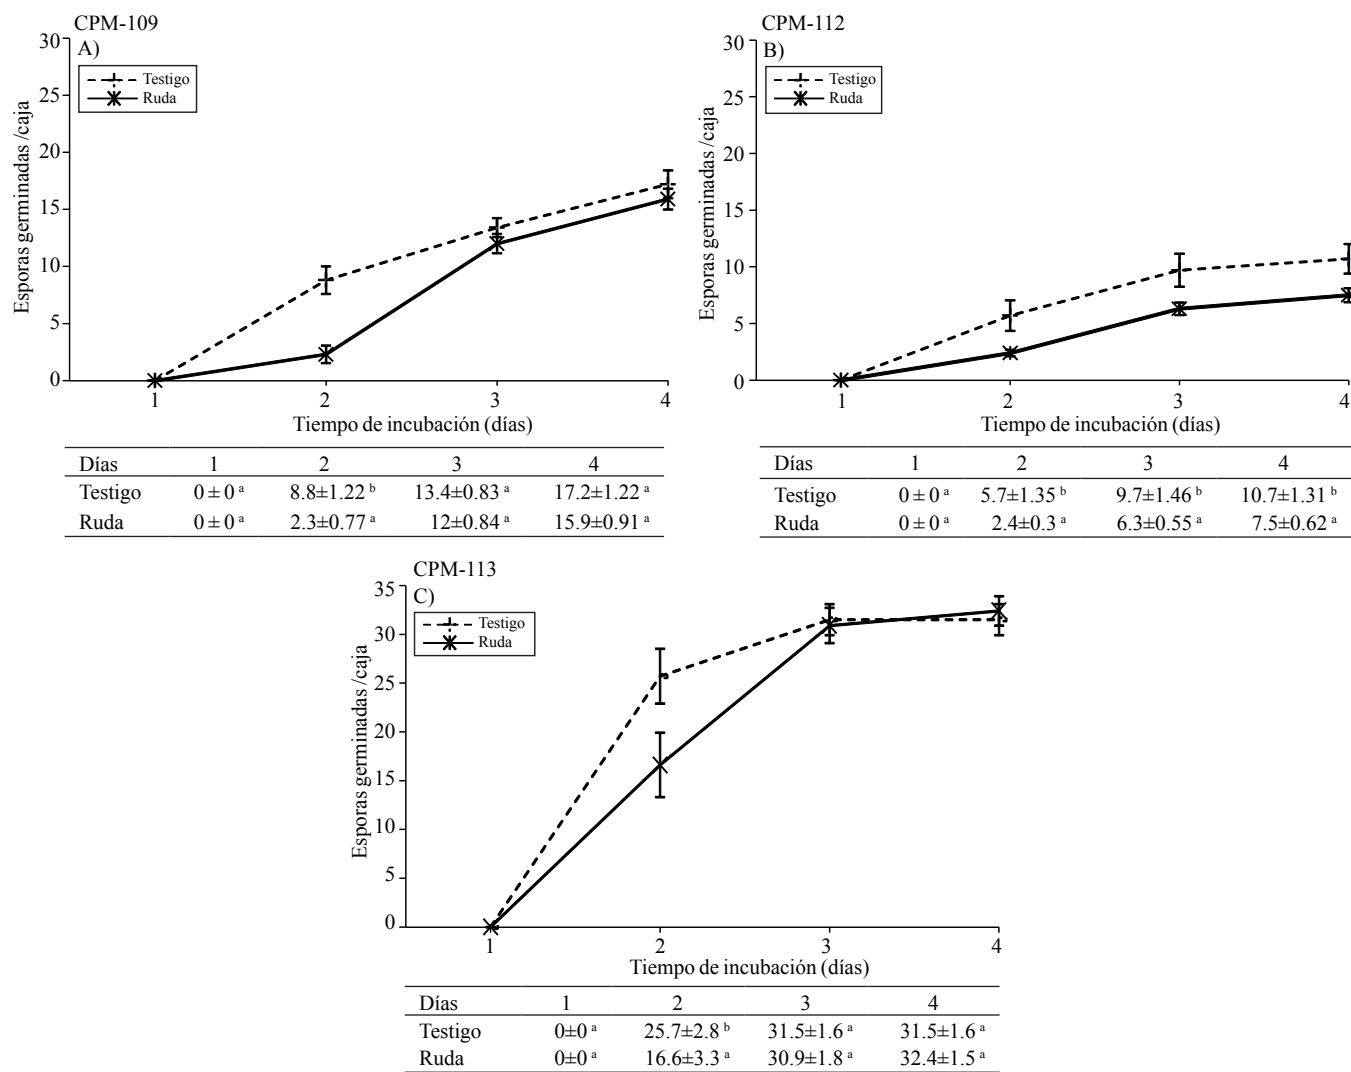 CPM-109
A)
Testigo
Ruda
30
25
20
15
10
5
0
Esporas germinadas /caja
1 2 3 4
Tiempo de incubación (días)
Días 1 2 3 4
Testigo 0 ± 0 ᵃ 8.8±1.22 ᵇ 13.4±0.83 ᵃ 17.2±1.22 ᵃ
Ruda 0 ± 0 ᵃ 2.3±0.77 ᵃ 12±0.84 ᵃ 15.9±0.91 ᵃ
CPM-112
B)
Testigo
Ruda
30
25
20
15
10
5
0
Esporas germinadas /caja
1 2 3 4
Tiempo de incubación (días)
Días 1 2 3 4
Testigo 0 ± 0 ᵃ 5.7±1.35 ᵇ 9.7±1.46 ᵇ 10.7±1.31 ᵇ
Ruda 0 ± 0 ᵃ 2.4±0.3 ᵃ 6.3±0.55 ᵃ 7.5±0.62 ᵃ
CPM-113
C)
Testigo
Ruda
35
30
25
20
15
10
5
0
Esporas germinadas /caja
1 2 3 4
Tiempo de incubación (días)
Días 1 2 3 4
Testigo 0±0 ᵃ 25.7±2.8 ᵇ 31.5±1.6 ᵃ 31.5±1.6 ᵃ
Ruda 0±0 ᵃ 16.6±3.3 ᵃ 30.9±1.8 ᵃ 32.4±1.5 ᵃ